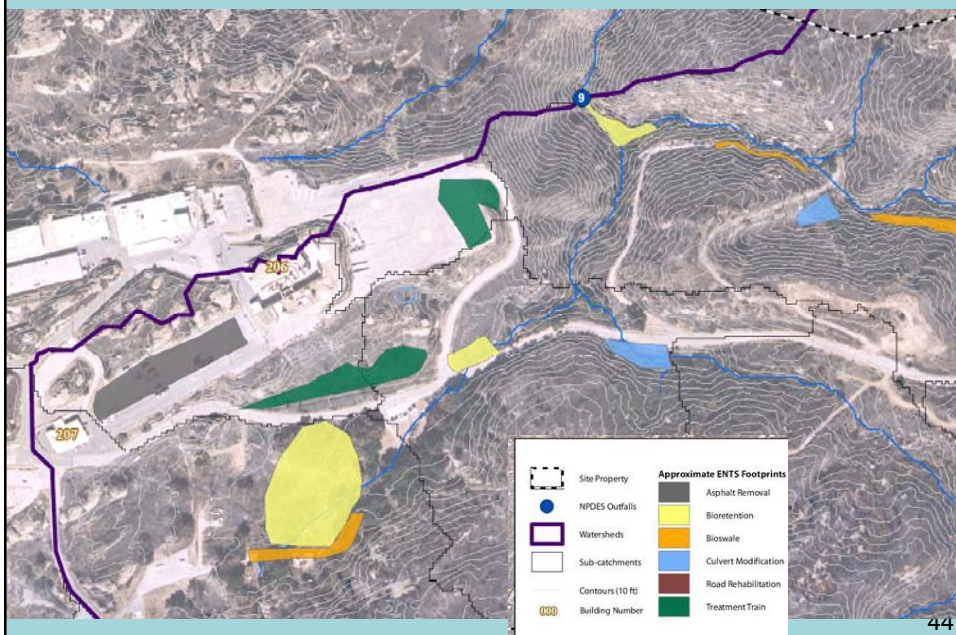 9
206
207
Site Property
NPDES Outfalls
Watersheds
Sub-catchments
Contours (10 ft)
000 Building Number
Approximate ENTS Footprints
Asphalt Removal
Bioretention
Bioswale
Culvert Modification
Road Rehabilitation
Treatment Train
44